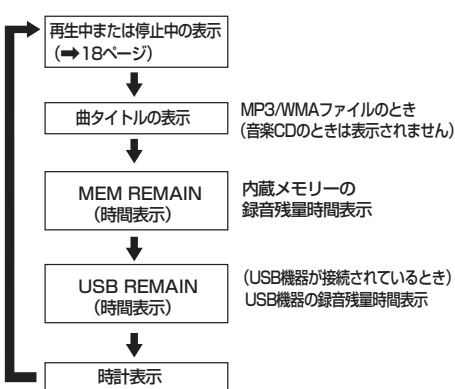 再生中または停止中の表示
(➡18ページ)
曲タイトルの表示
MP3/WMAファイルのとき
(音楽CDのときは表示されません)
MEM REMAIN
(時間表示)
内蔵メモリーの
録音残量時間表示
USB REMAIN
(時間表示)
(USB機器が接続されているとき)
USB機器の録音残量時間表示
時計表示